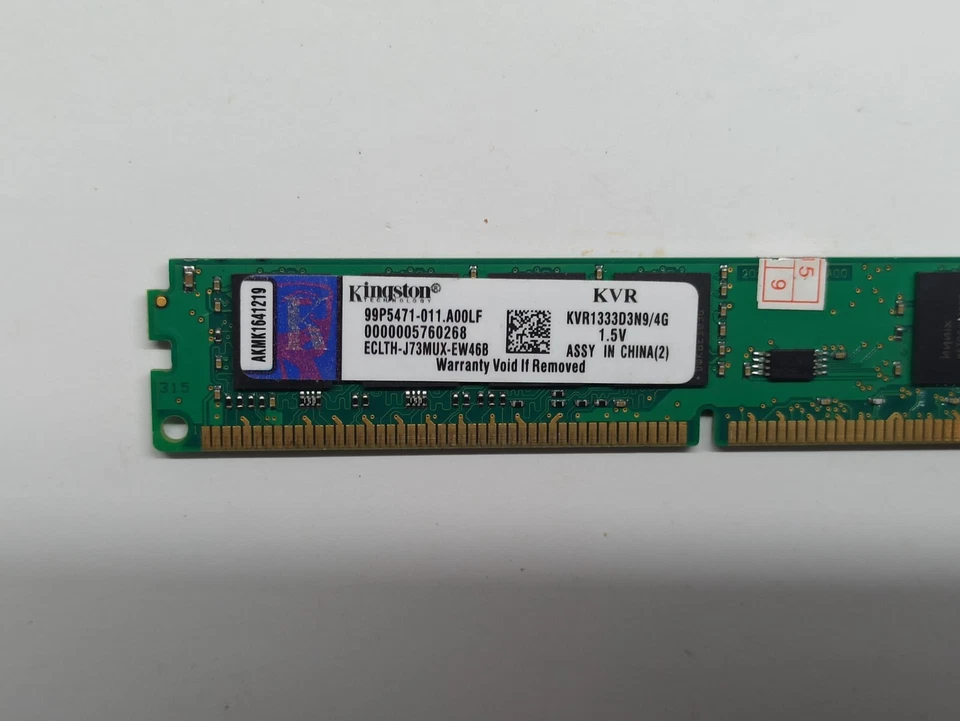 AKMK1641219
Kingston®
TECHNOLOGY
99P5471-011.A00LF
0000005760268
ECLTH-J73MUX-EW46B
KVR
KVR1333D3N9/4G
1.5V
ASSY IN CHINA(2)
Warranty Void If Removed
5
9
315
hynix